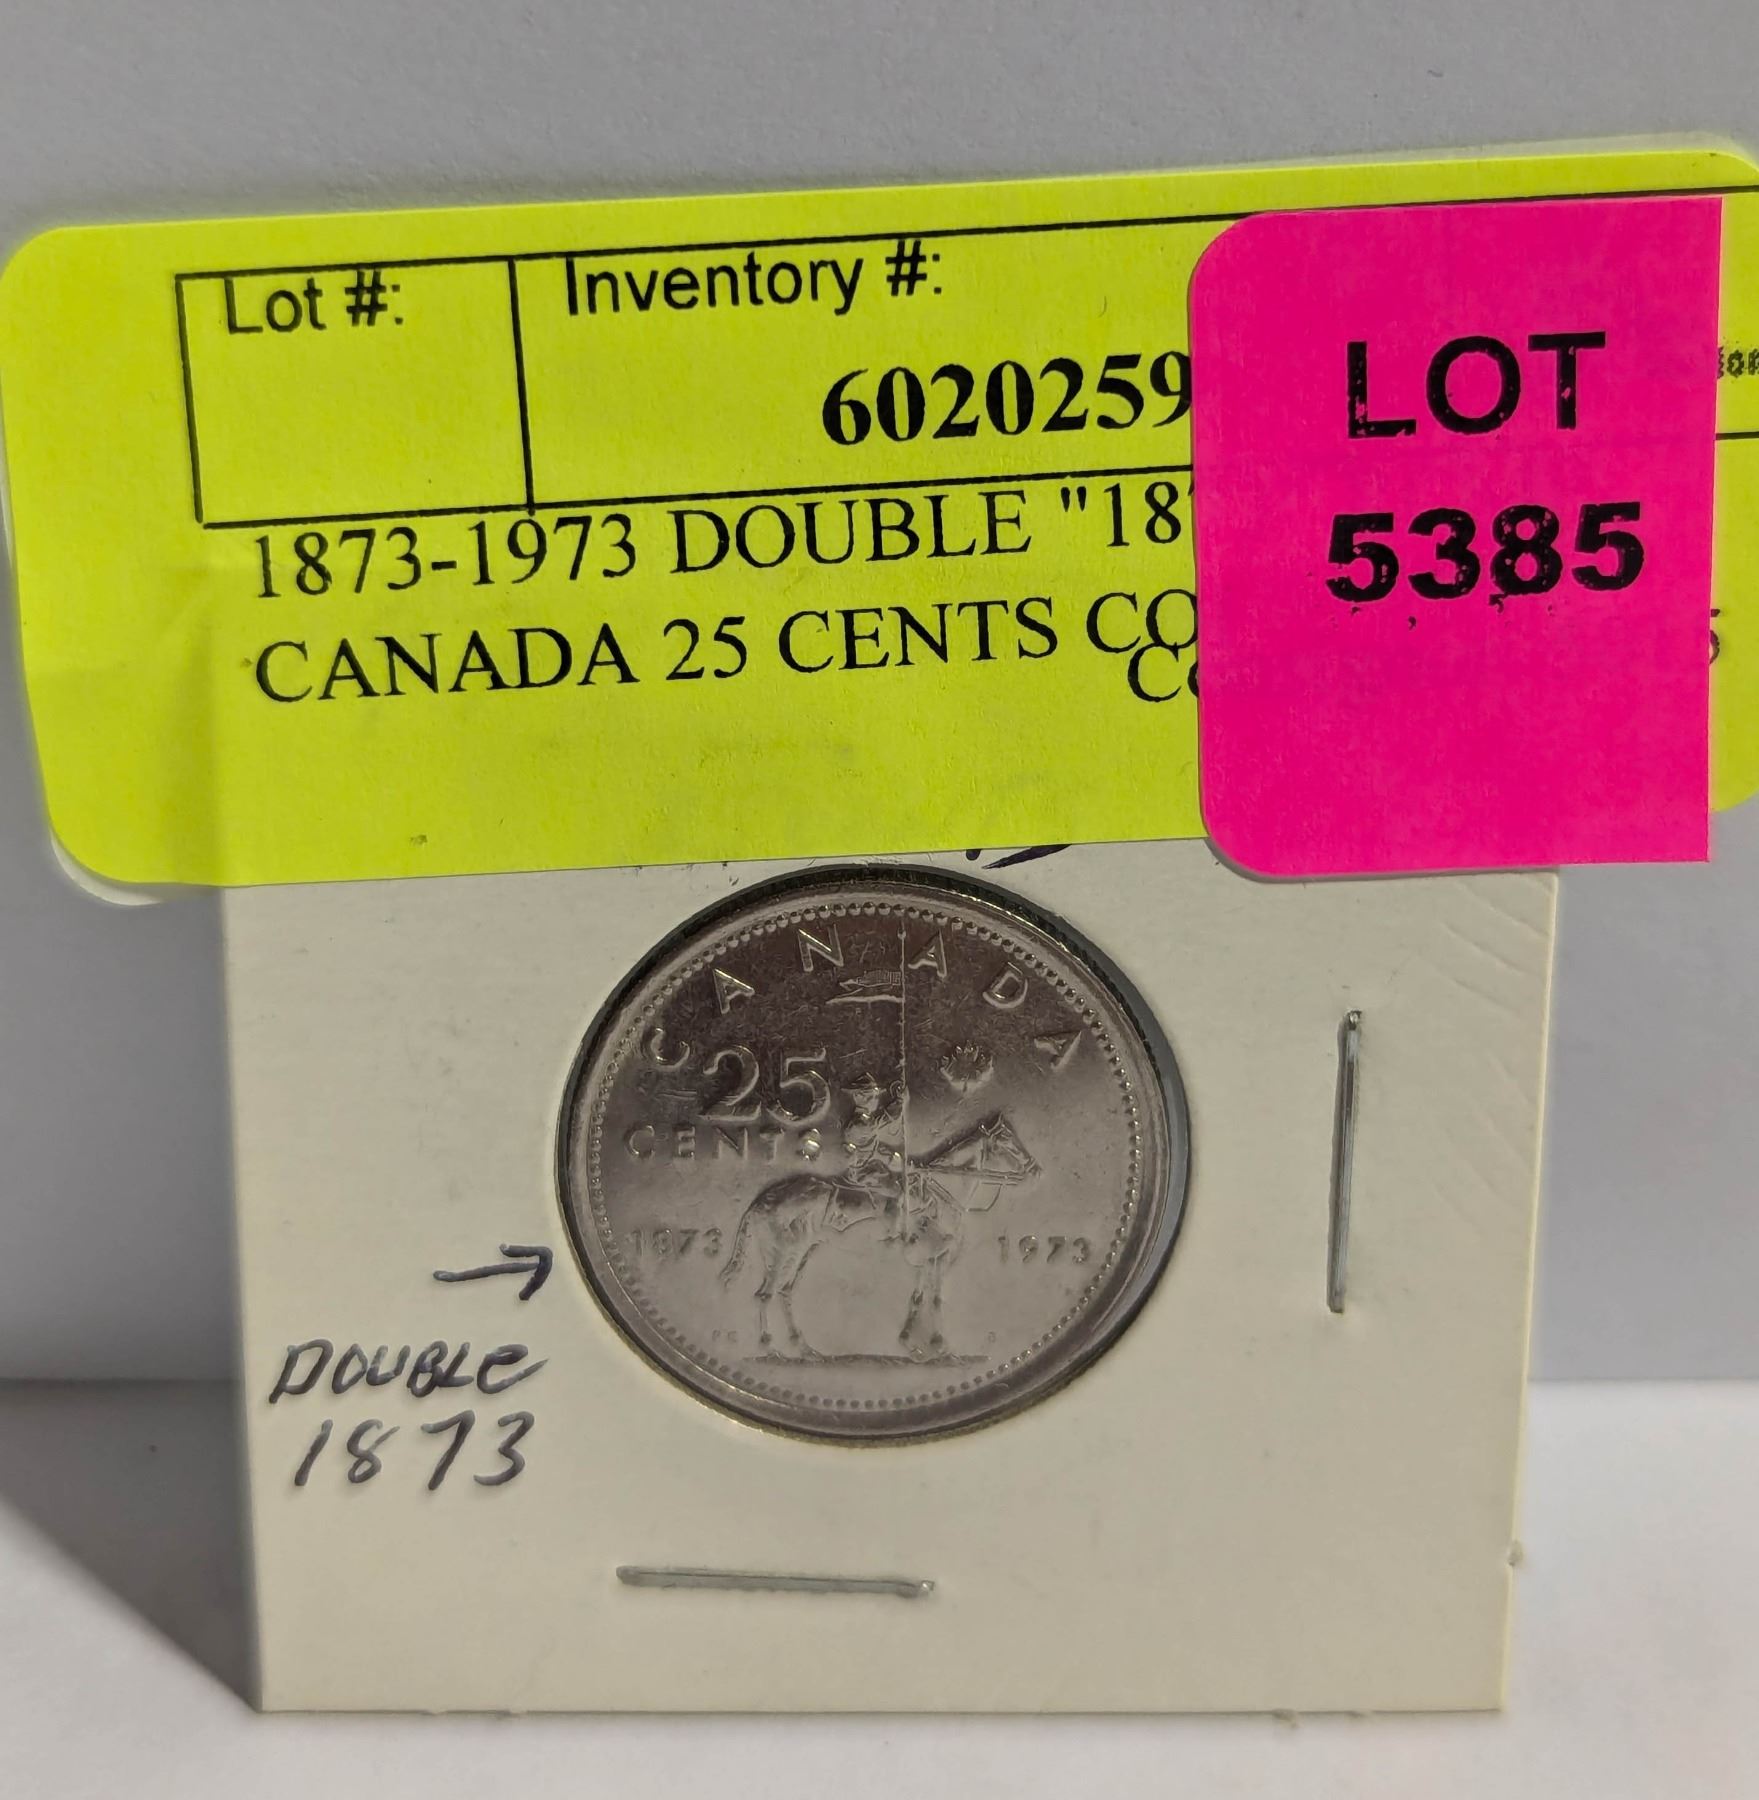 Lot #:
Inventory #:
6020259
LOT
5385
1873-1973 DOUBLE "18
CANADA 25 CENTS CO
CANADA
25
CENTS
1873
1973
→
DOUBLE
1873